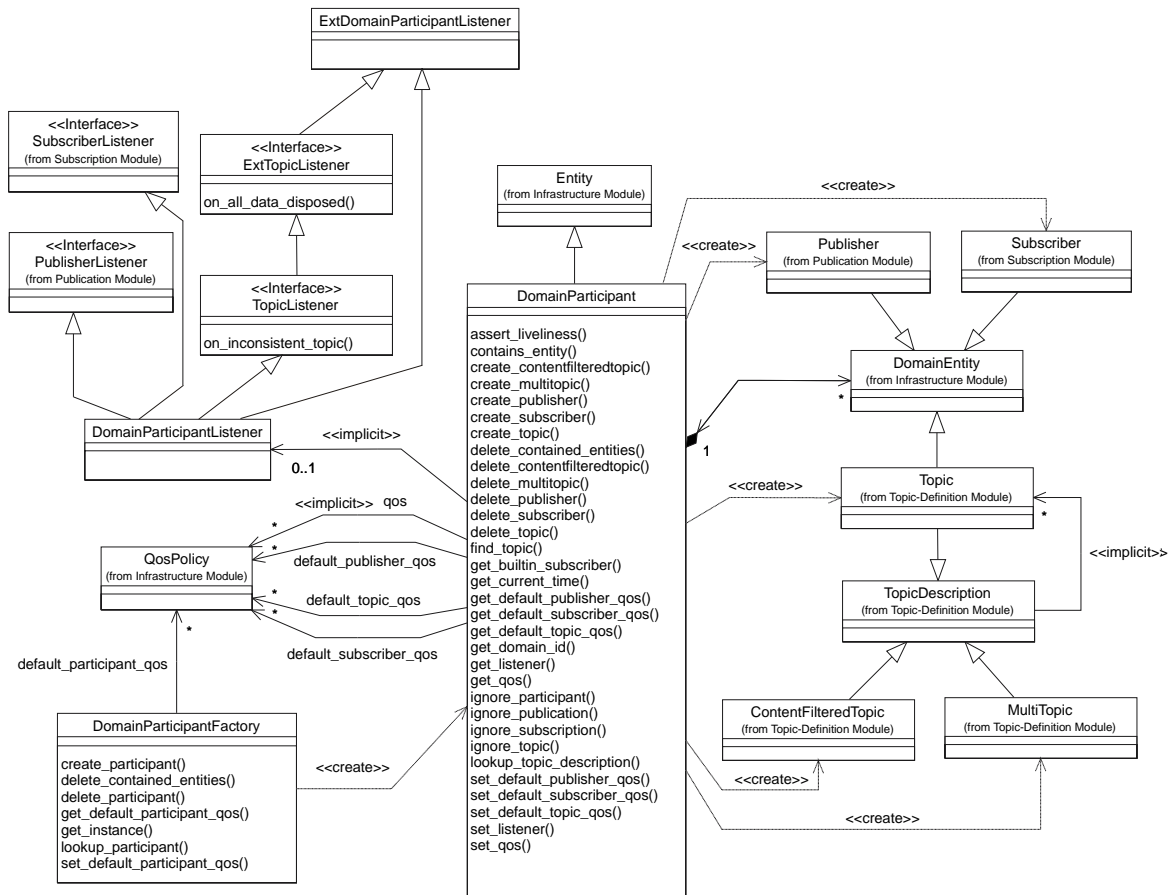 ExtDomainParticipantListener
<<Interface>>
SubscriberListener
(from Subscription Module)
<<Interface>>
ExtTopicListener
on_all_data_disposed()
Entity
(from Infrastructure Module)
<<create>>
<<Interface>>
PublisherListener
(from Publication Module)
<<create>>
Publisher
(from Publication Module)
Subscriber
(from Subscription Module)
<<Interface>>
TopicListener
on_inconsistent_topic()
DomainParticipant
assert_liveliness()
contains_entity()
create_contentfilteredtopic()
create_multitopic()
create_publisher()
create_subscriber()
create_topic()
delete_contained_entities()
delete_contentfilteredtopic()
delete_multitopic()
delete_publisher()
delete_subscriber()
delete_topic()
find_topic()
get_builtin_subscriber()
get_current_time()
get_default_publisher_qos()
get_default_subscriber_qos()
get_default_topic_qos()
get_domain_id()
get_listener()
get_qos()
ignore_participant()
ignore_publication()
ignore_subscription()
ignore_topic()
lookup_topic_description()
set_default_publisher_qos()
set_default_subscriber_qos()
set_default_topic_qos()
set_listener()
set_qos()
DomainEntity
(from Infrastructure Module)
*
1
DomainParticipantListener
<<implicit>>
0..1
<<create>>
Topic
(from Topic-Definition Module)
*
<<implicit>>
<<implicit>>
qos
*
*
default_publisher_qos
QosPolicy
(from Infrastructure Module)
*
default_topic_qos
*
default_subscriber_qos
*
default_participant_qos
TopicDescription
(from Topic-Definition Module)
DomainParticipantFactory
create_participant()
delete_contained_entities()
delete_participant()
get_default_participant_qos()
get_instance()
lookup_participant()
set_default_participant_qos()
<<create>>
ContentFilteredTopic
(from Topic-Definition Module)
MultiTopic
(from Topic-Definition Module)
<<create>>
<<create>>